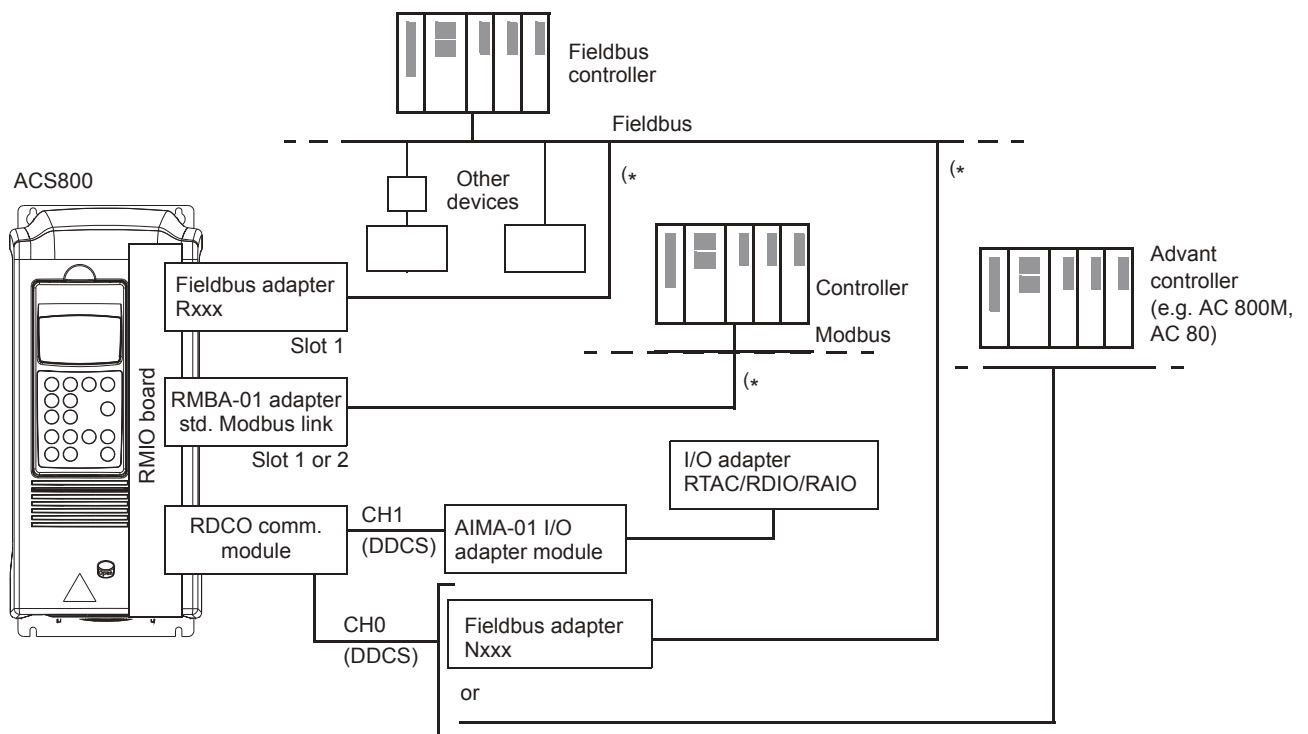 Fieldbus
controller
Fieldbus
ACS800
Other
devices
(*
(*
Fieldbus adapter
Rxxx
Slot 1
Controller
Modbus
(*
Advant
controller
(e.g. AC 800M,
AC 80)
RMIO board
RMBA-01 adapter
std. Modbus link
Slot 1 or 2
I/O adapter
RTAC/RDIO/RAIO
RDCO comm.
module
CH1
(DDCS)
AIMA-01 I/O
adapter module
CH0
(DDCS)
Fieldbus adapter
Nxxx
or